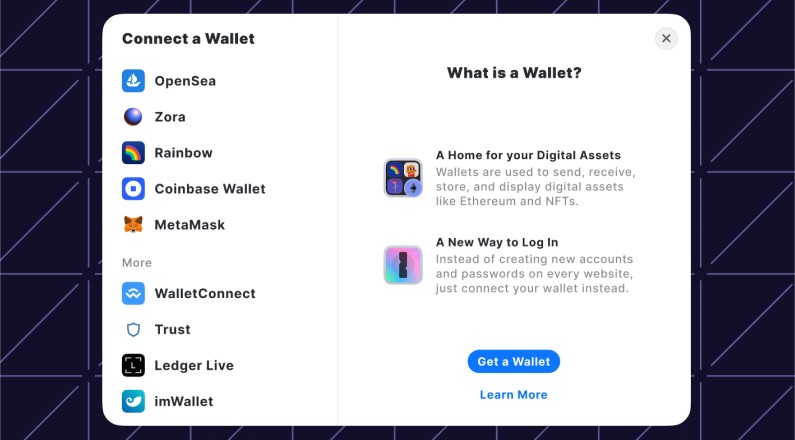 Connect a Wallet
OpenSea
Zora
Rainbow
Coinbase Wallet
MetaMask
More
WalletConnect
Trust
Ledger Live
imWallet
What is a Wallet?
A Home for your Digital Assets
Wallets are used to send, receive,
store, and display digital assets
like Ethereum and NFTs.
A New Way to Log In
Instead of creating new accounts
and passwords on every website,
just connect your wallet instead.
Get a Wallet
Learn More